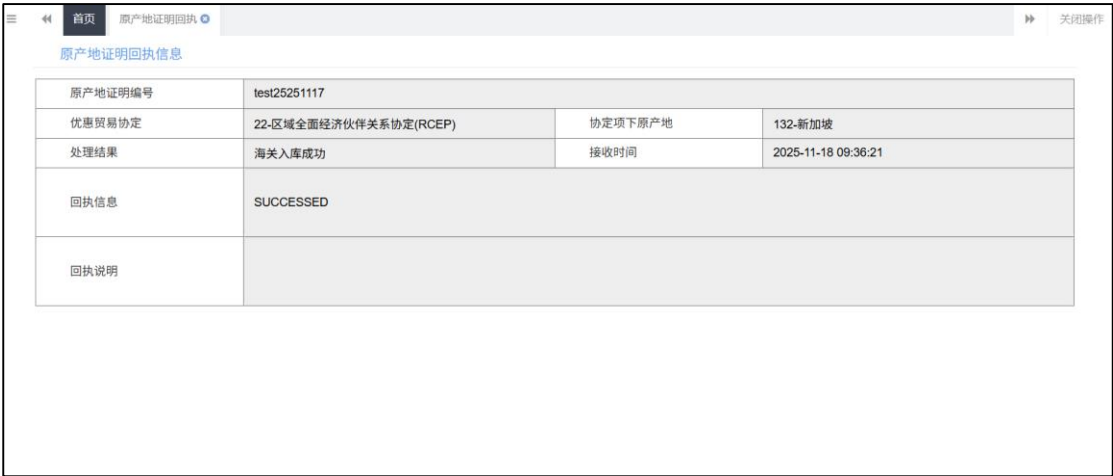 首页 原产地证明回执 关闭操作
原产地证明回执信息
原产地证明编号 test25251117
优惠贸易协定 22-区域全面经济伙伴关系协定(RCEP) 协定项下原产地 132-新加坡
处理结果 海关入库成功 接收时间 2025-11-18 09:36:21
回执信息 SUCCESSED
回执说明